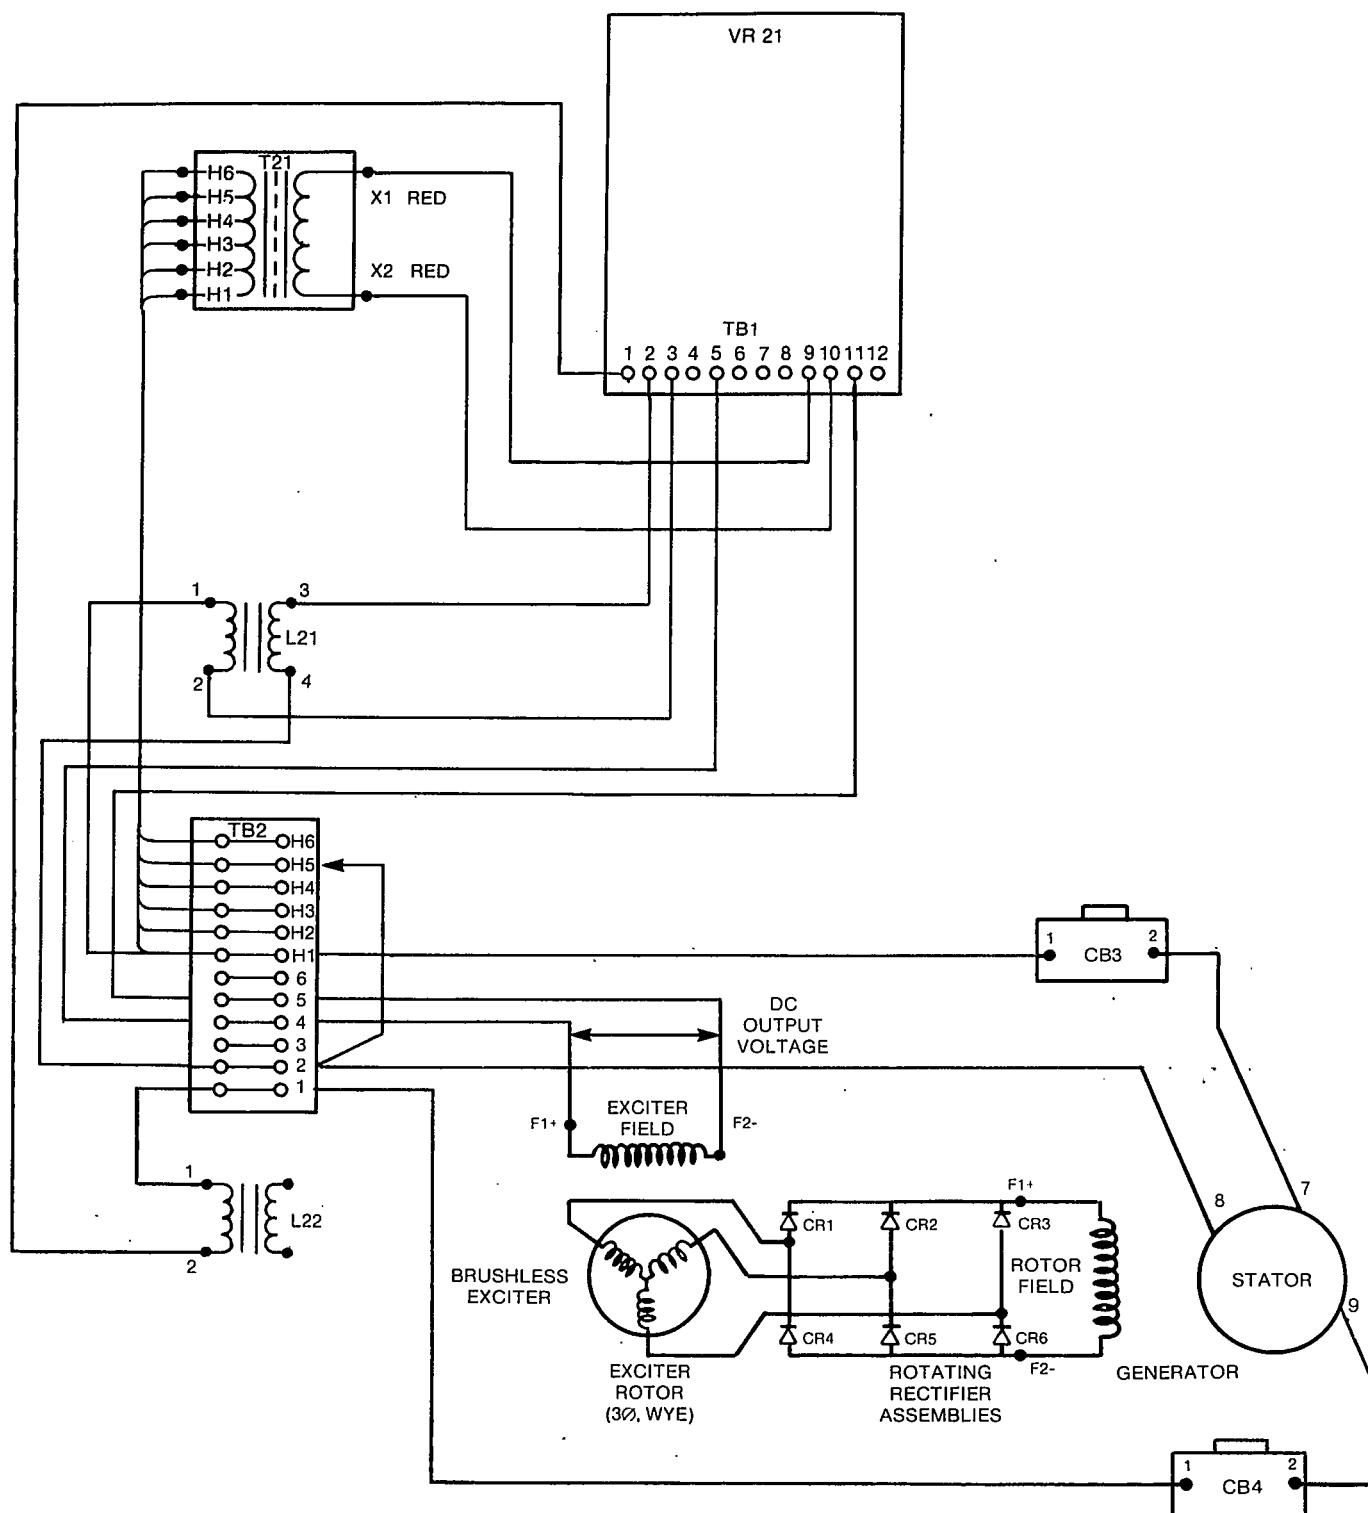 VR 21
T21
H6
H5
H4
H3
H2
H1
X1 RED
X2 RED
TB1
1 2 3 4 5 6 7 8 9 10 11 12
1
3
L21
2
4
TB2
H6
H5
H4
H3
H2
H1
6
5
4
3
2
1
1
CB3
2
DC
OUTPUT
VOLTAGE
EXCITER
FIELD
F1+
F2-
1
L22
2
8
7
STATOR
9
F1+
CR1
CR2
CR3
ROTOR
FIELD
BRUSHLESS
EXCITER
CR4
CR5
CR6
F2-
EXCITER
ROTOR
(3Ø, WYE)
ROTATING
RECTIFIER
ASSEMBLIES
GENERATOR
1
CB4
2